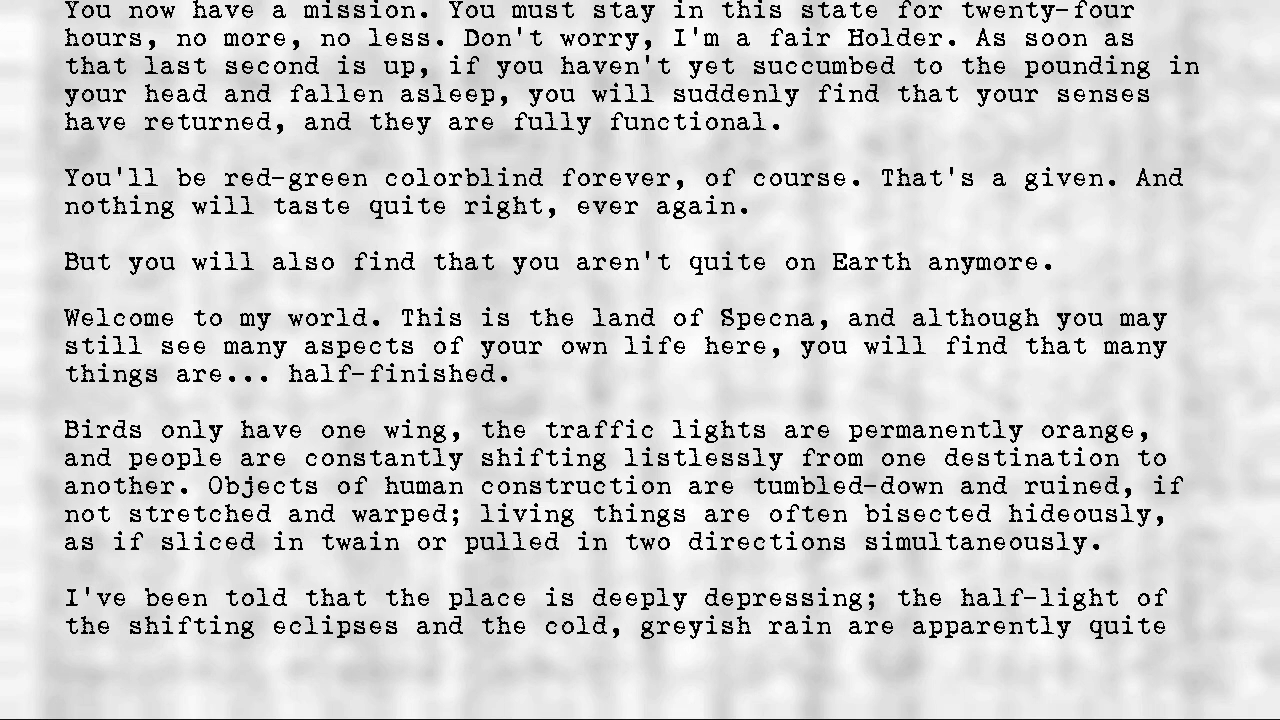 You now have a mission. You must stay in this state for twenty-four
hours, no more, no less. Don't worry, I'm a fair Holder. As soon as
that last second is up, if you haven't yet succumbed to the pounding in
your head and fallen asleep, you will suddenly find that your senses
have returned, and they are fully functional.
You'll be red-green colorblind forever, of course. That's a given. And
nothing will taste quite right, ever again.
But you will also find that you aren't quite on Earth anymore.
Welcome to my world. This is the land of Specna, and although you may
still see many aspects of your own life here, you will find that many
things are... half-finished.
Birds only have one wing, the traffic lights are permanently orange,
and people are constantly shifting listlessly from one destination to
another. Objects of human construction are tumbled-down and ruined, if
not stretched and warped; living things are often bisected hideously,
as if sliced in twain or pulled in two directions simultaneously.
I've been told that the place is deeply depressing; the half-light of
the shifting eclipses and the cold, greyish rain are apparently quite